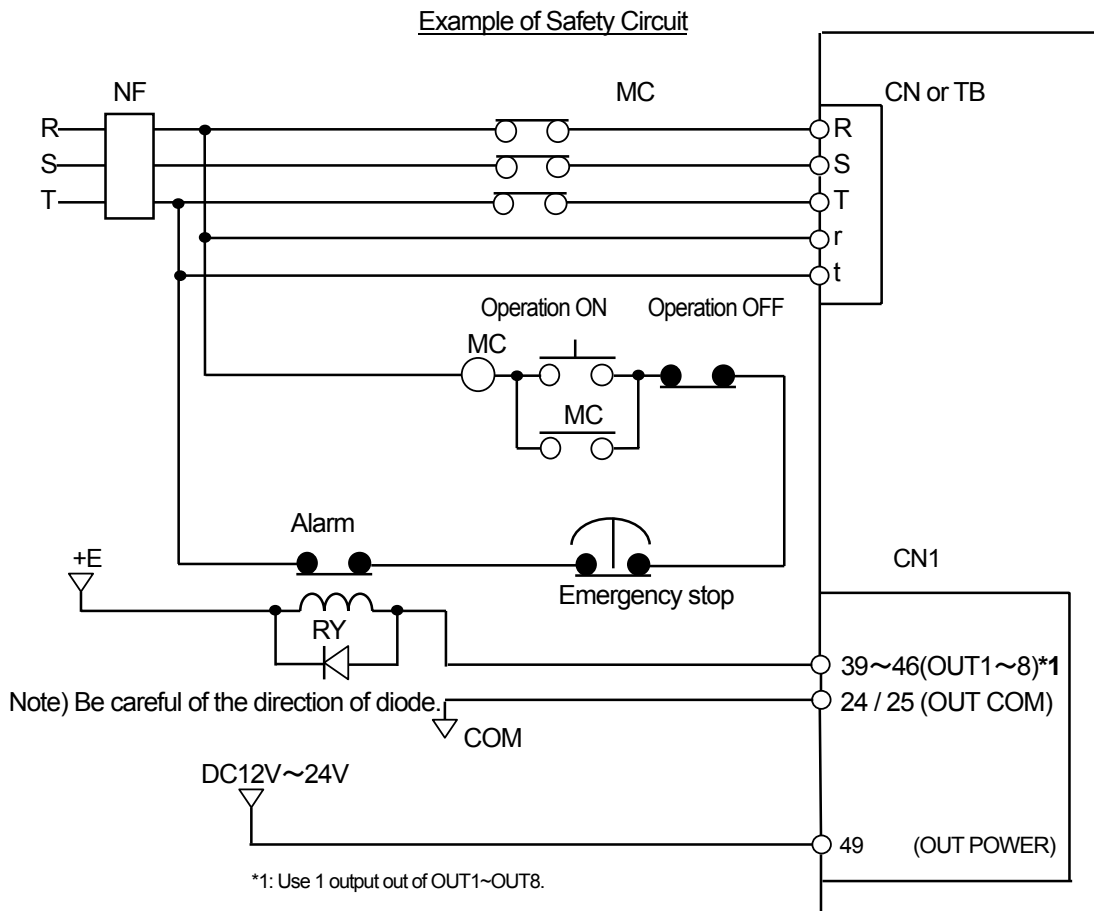 Example of Safety Circuit
NF
MC
CN or TB
R
R
S
S
T
T
r
t
Operation ON
Operation OFF
MC
MC
Alarm
+E
CN1
Emergency stop
RY
39～46(OUT1～8)*1
Note) Be careful of the direction of diode.
24 / 25 (OUT COM)
COM
DC12V～24V
49 (OUT POWER)
*1: Use 1 output out of OUT1~OUT8.